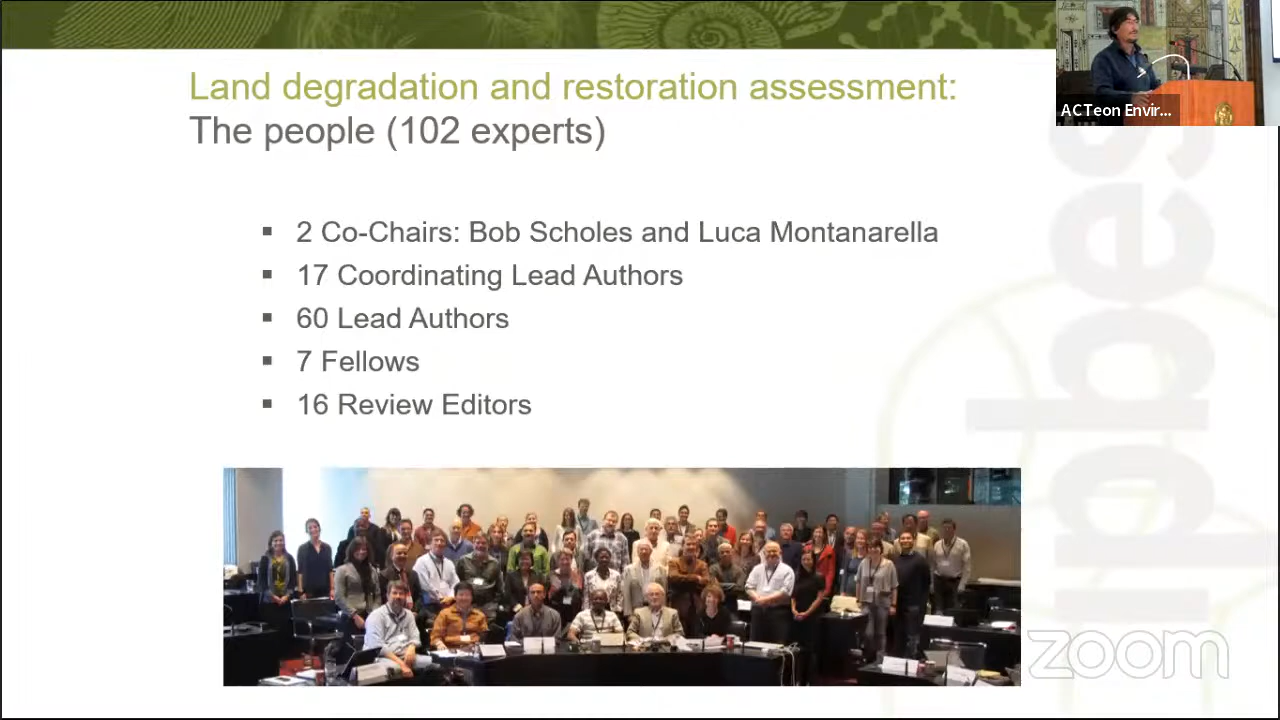 Land degradation and restoration assessment:
The people (102 experts)
ACTeon Envir...
▪ 2 Co-Chairs: Bob Scholes and Luca Montanarella
▪ 17 Coordinating Lead Authors
▪ 60 Lead Authors
▪ 7 Fellows
▪ 16 Review Editors
ipbes
zoom